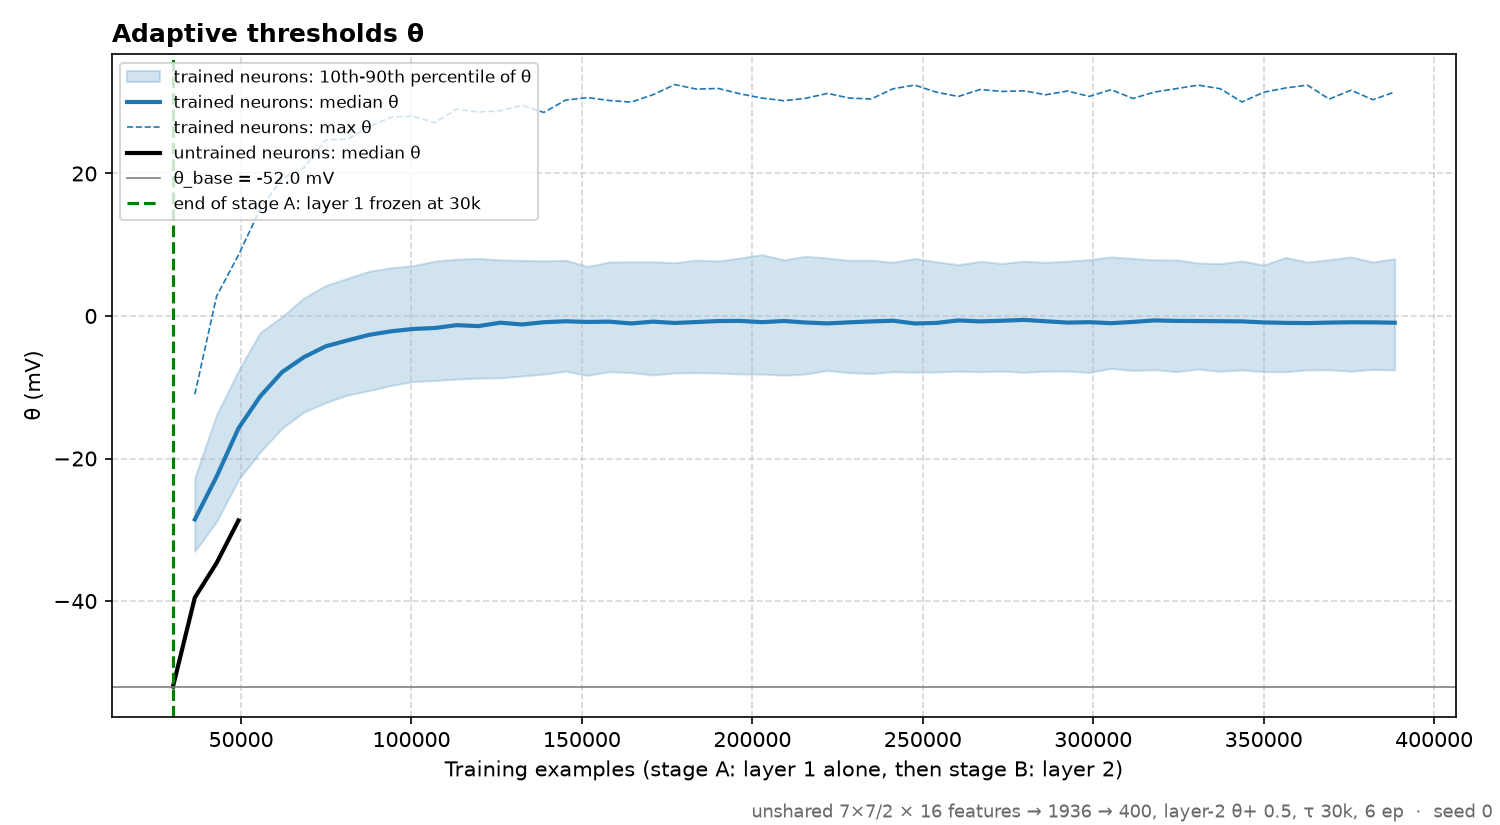 Adaptive thresholds θ
trained neurons: 10th-90th percentile of θ
trained neurons: median θ
trained neurons: max θ
untrained neurons: median θ
θ_base = -52.0 mV
end of stage A: layer 1 frozen at 30k
θ (mV)
20
0
−20
−40
50000 100000 150000 200000 250000 300000 350000 400000
Training examples (stage A: layer 1 alone, then stage B: layer 2)
unshared 7×7/2 × 16 features → 1936 → 400, layer-2 θ+ 0.5, τ 30k, 6 ep · seed 0